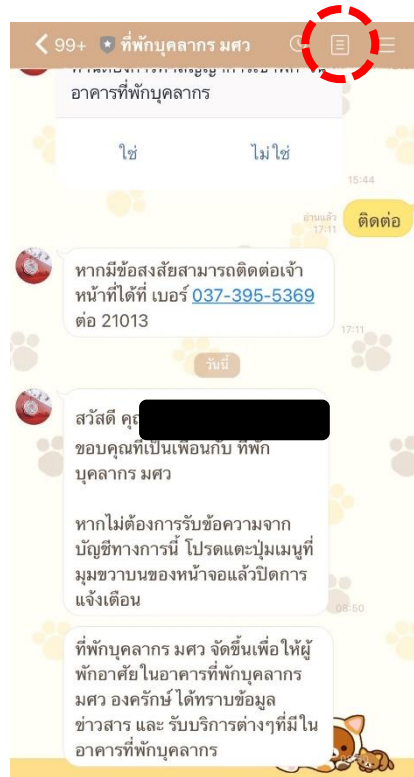 99+ ที่พักบุคลากร มศว
อาคารที่พักบุคลากร
ใช่ ไม่ใช่
15:44
อ่านแล้ว
17:11
ติดต่อ
หากมีข้อสงสัยสามารถติดต่อเจ้า
หน้าที่ได้ที่ เบอร์ 037-395-5369
ต่อ 21013
17:11
วันนี้
สวัสดี
ขอบคุณที่เป็นเพื่อนกับ ที่พัก
บุคลากร มศว
หากไม่ต้องการรับข้อความจาก
บัญชีทางการนี้ โปรดแตะปุ่มเมนูที่
มุมขวาบนของหน้าจอแล้วปิดการ
แจ้งเตือน
08:50
ที่พักบุคลากร มศว จัดขึ้นเพื่อให้ผู้
พักอาศัยในอาคารที่พักบุคลากร
มศว องครักษ์ ได้ทราบข้อมูล
ข่าวสาร และ รับบริการต่างๆที่มีใน
อาคารที่พักบุคลากร